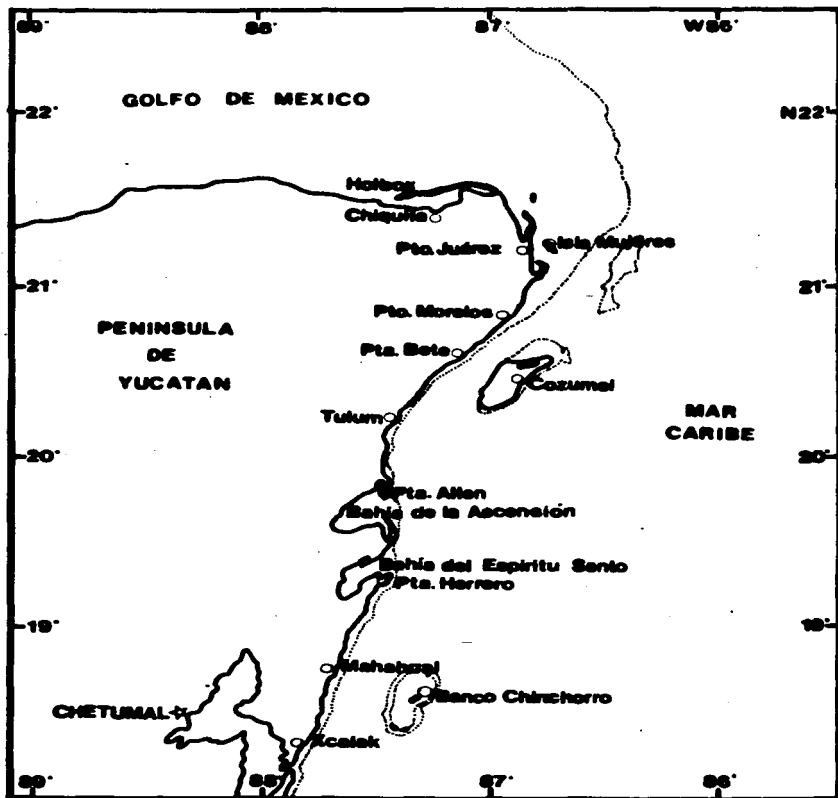 89° 88° 87° W86°
GOLFO DE MEXICO
22° N22°
Holbox
Chiquila
Isla Mujeres
Pto. Juárez
21° 21°
Pto. Morelos
PENINSULA
DE
YUCATAN
Pta. Bete
Cozumel
MAR
CARIBE
Tulum
20° 20°
Pta. Allen
Bahía de la Ascensión
Bahía del Espiritu Santo
Pta. Herrero
19° 19°
Mahahual
Banco Chinchorro
CHETUMAL
Xcalak
89° 88° 87° 86°